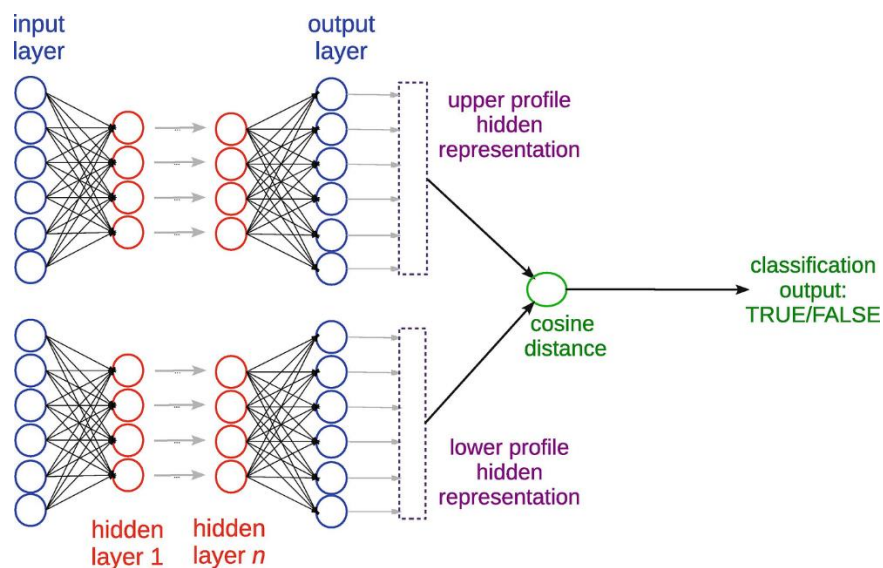 input
layer
output
layer
upper profile
hidden
representation
...
...
...
...
classification
output:
TRUE/FALSE
cosine
distance
...
...
...
...
lower profile
hidden
representation
hidden
layer 1
hidden
layer n